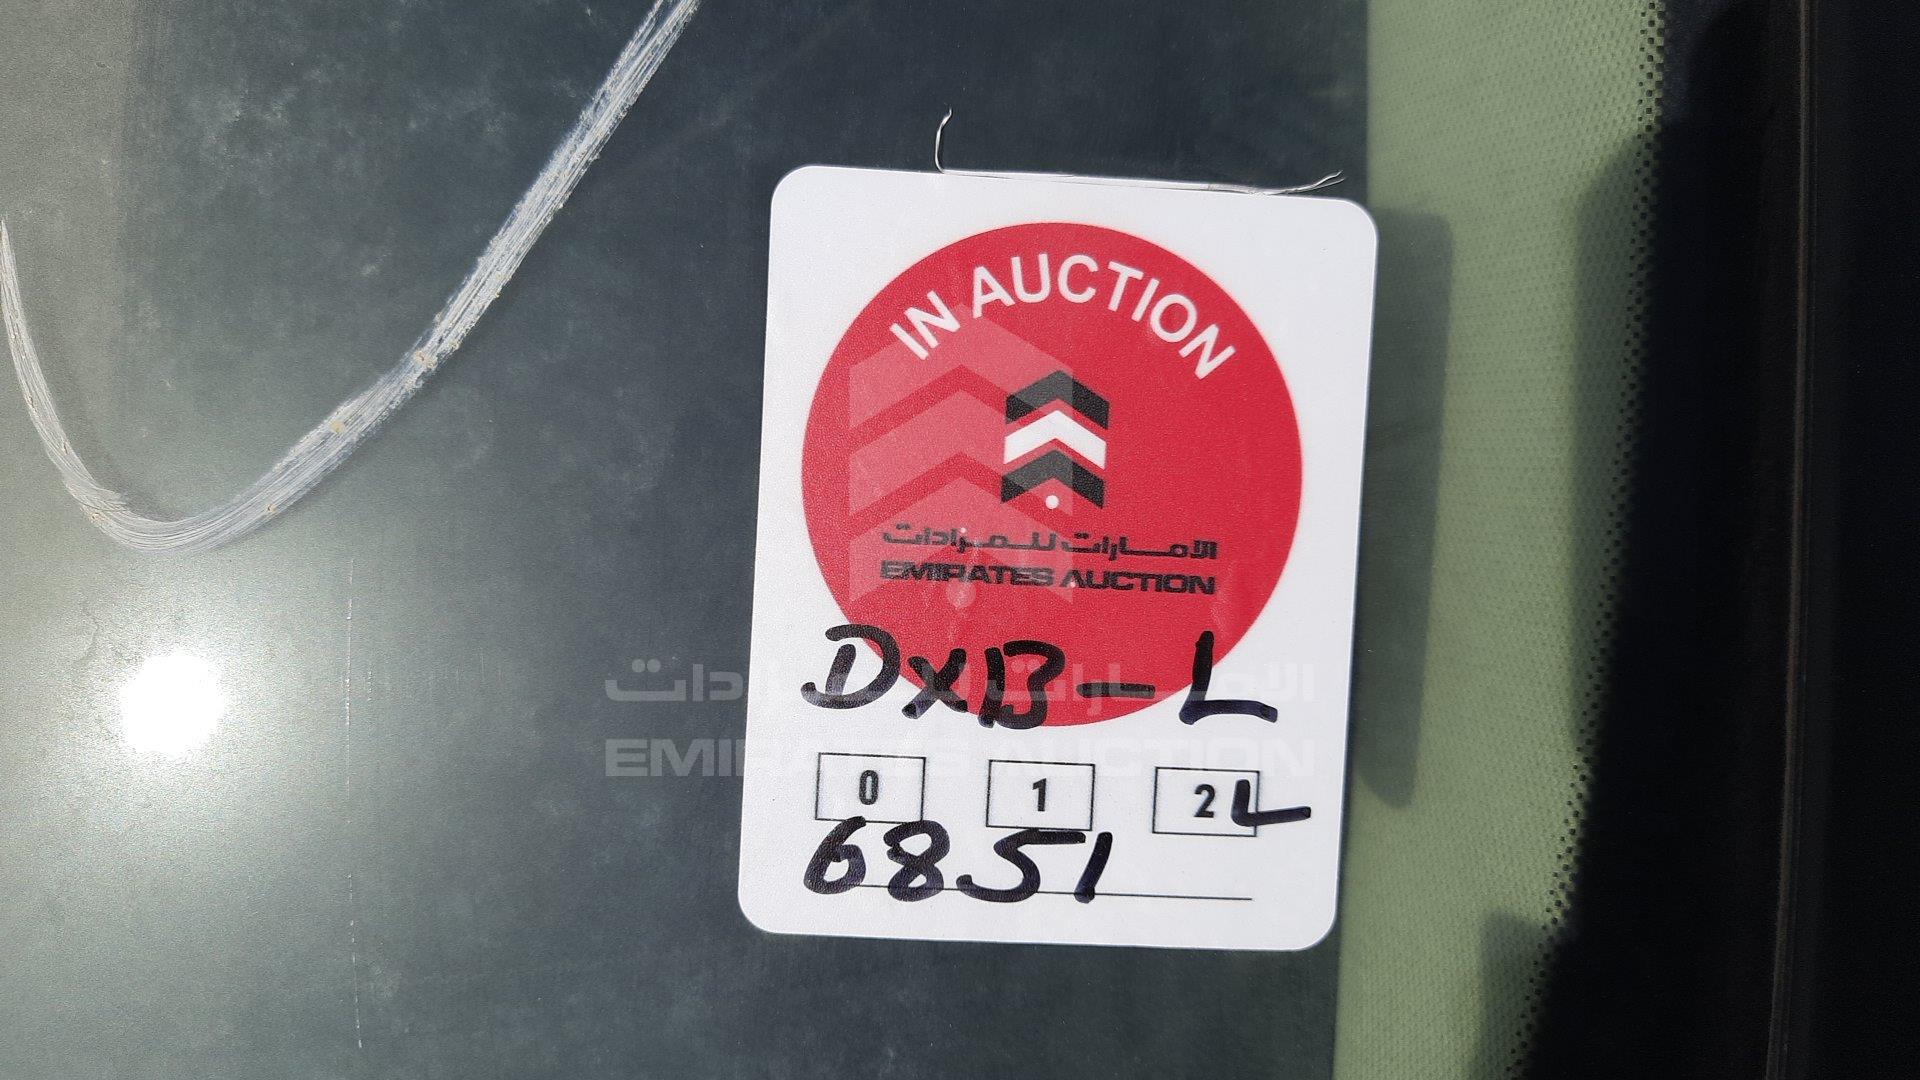 IN AUCTION
الامارات للمزادات
EMIRATES AUCTION
DXB-L
الامارات للمزادات
EMIRATES AUCTION
0 1 2 L
6851